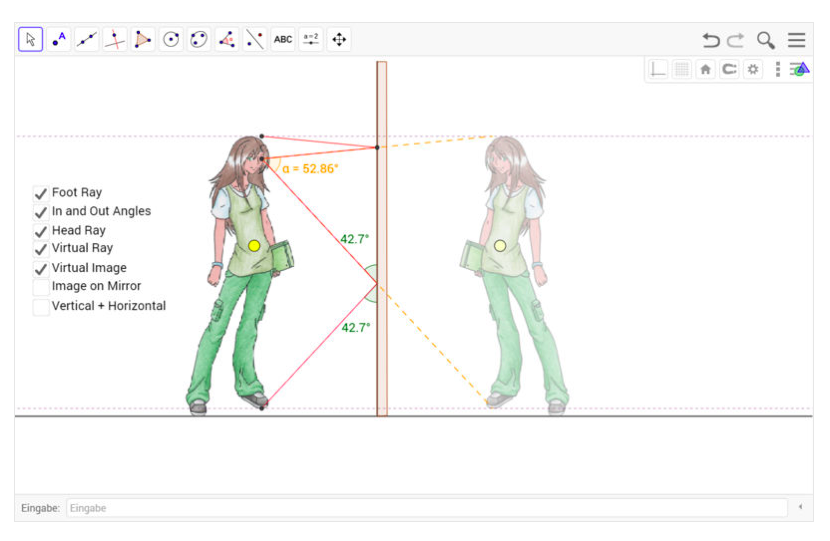 ABC
a=2
α = 52.86°
Foot Ray
In and Out Angles
Head Ray
Virtual Ray
Virtual Image
Image on Mirror
Vertical + Horizontal
42.7°
42.7°
Eingabe: Eingabe